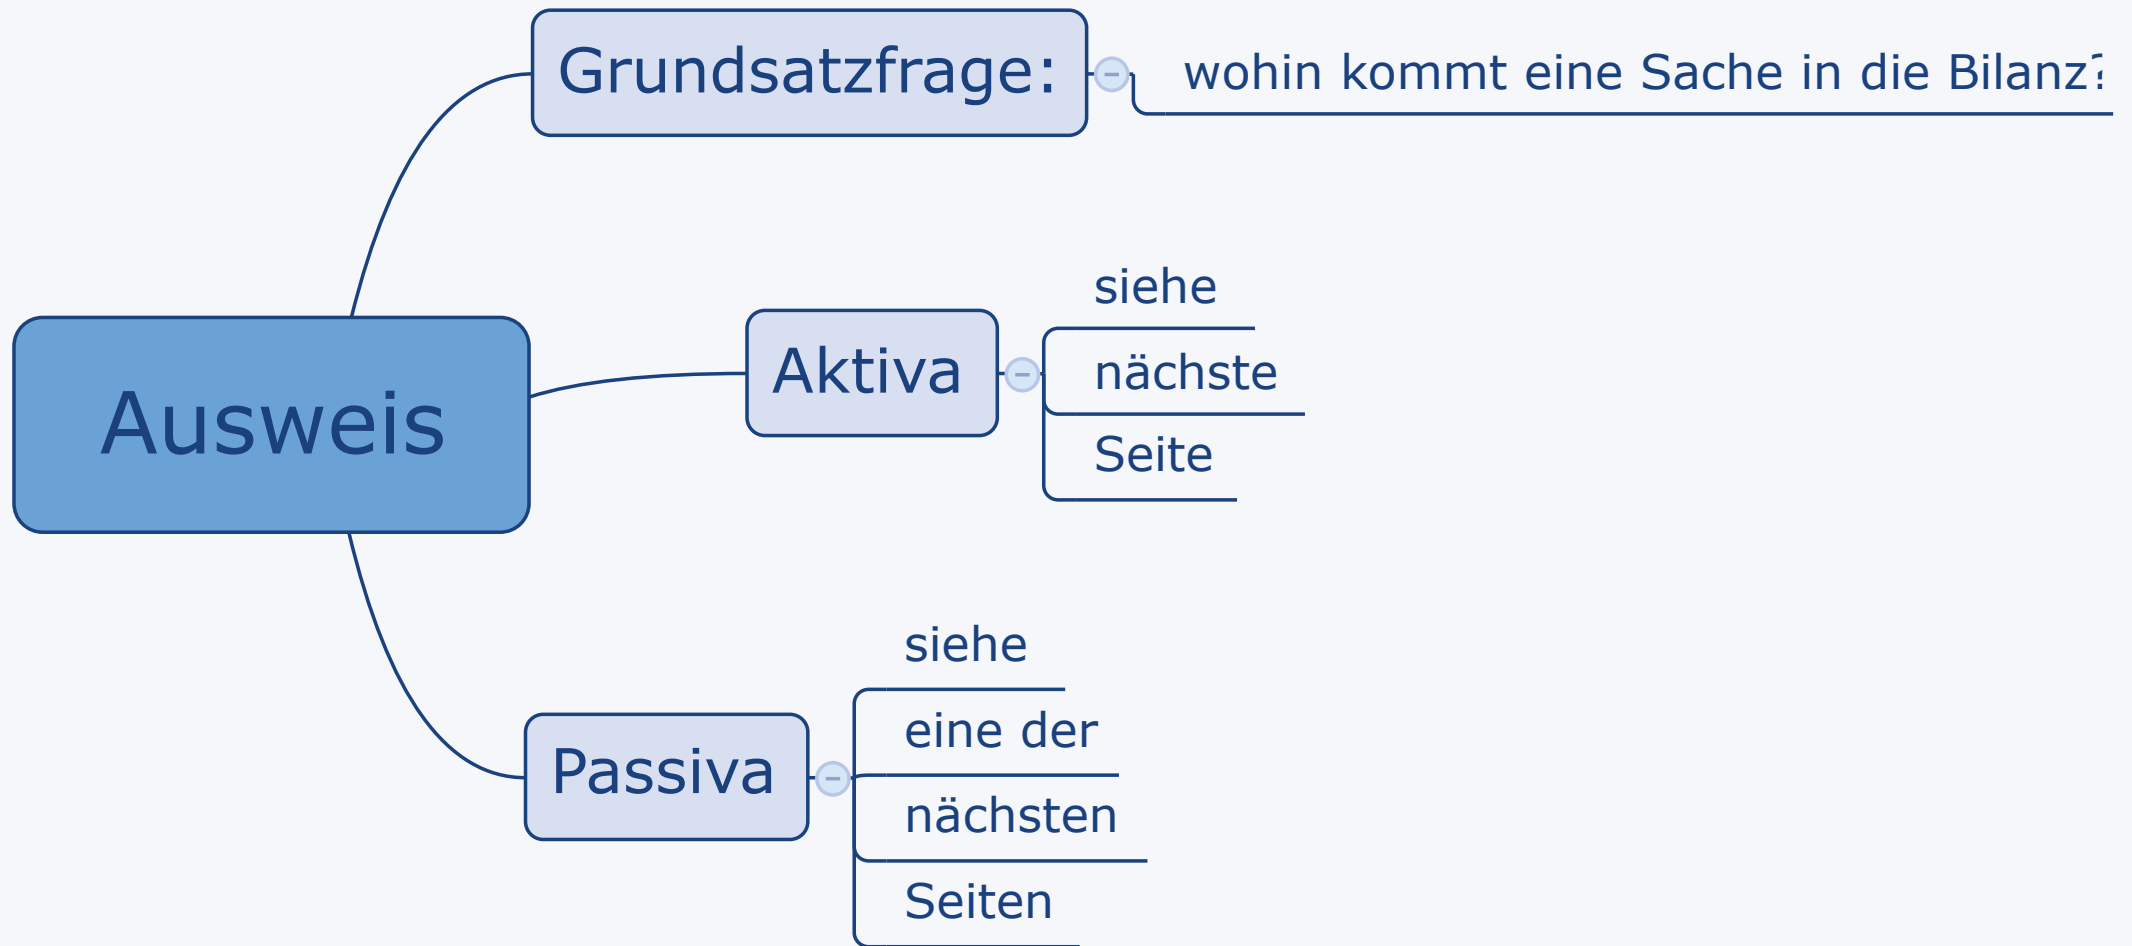 Grundsatzfrage:
wohin kommt eine Sache in die Bilanz?
Ausweis
Aktiva
siehe
nächste
Seite
Passiva
siehe
eine der
nächsten
Seiten